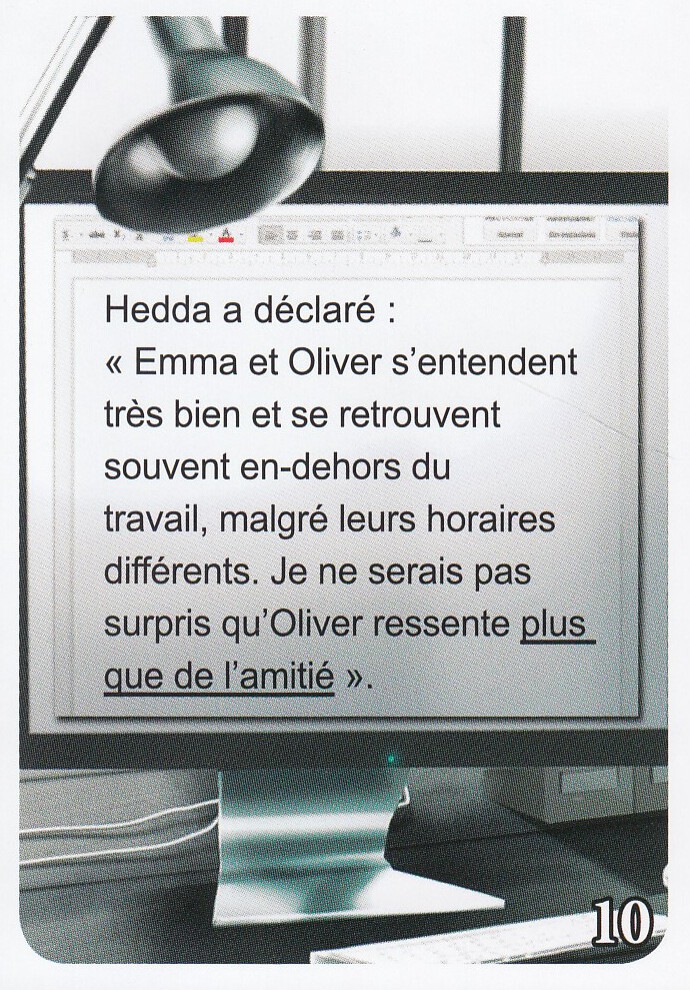 Hedda a déclaré :
« Emma et Oliver s’entendent
très bien et se retrouvent
souvent en-dehors du
travail, malgré leurs horaires
différents. Je ne serais pas
surpris qu’Oliver ressente plus
que de l’amitié ».
10